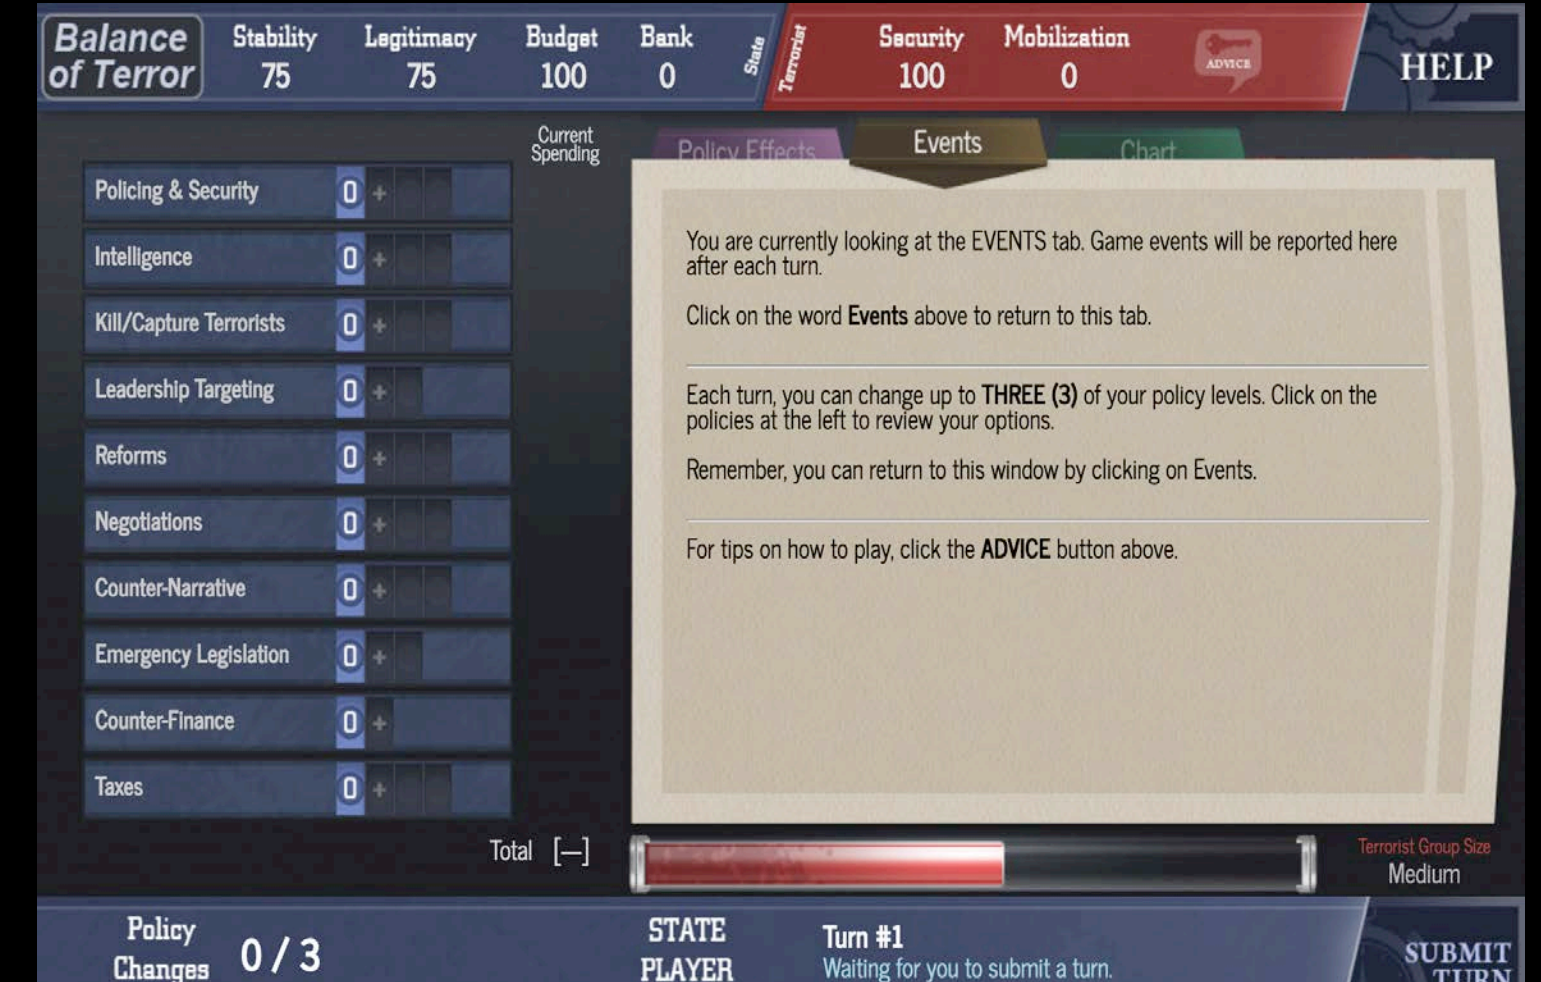 Balance
of Terror
Stability
75
Legitimacy
75
Budget
100
Bank
0
State
Terrorist
Security
100
Mobilization
0
ADVICE
HELP
Current
Spending
Policing & Security 0 +
Intelligence 0 +
Kill/Capture Terrorists 0 +
Leadership Targeting 0 +
Reforms 0 +
Negotiations 0 +
Counter-Narrative 0 +
Emergency Legislation 0 +
Counter-Finance 0 +
Taxes 0 +
Total [—]
Policy Effects
Events
Chart
You are currently looking at the EVENTS tab. Game events will be reported here
after each turn.
Click on the word Events above to return to this tab.
Each turn, you can change up to THREE (3) of your policy levels. Click on the
policies at the left to review your options.
Remember, you can return to this window by clicking on Events.
For tips on how to play, click the ADVICE button above.
Terrorist Group Size
Medium
Policy
Changes
0 / 3
STATE
PLAYER
Turn #1
Waiting for you to submit a turn.
SUBMIT
TURN